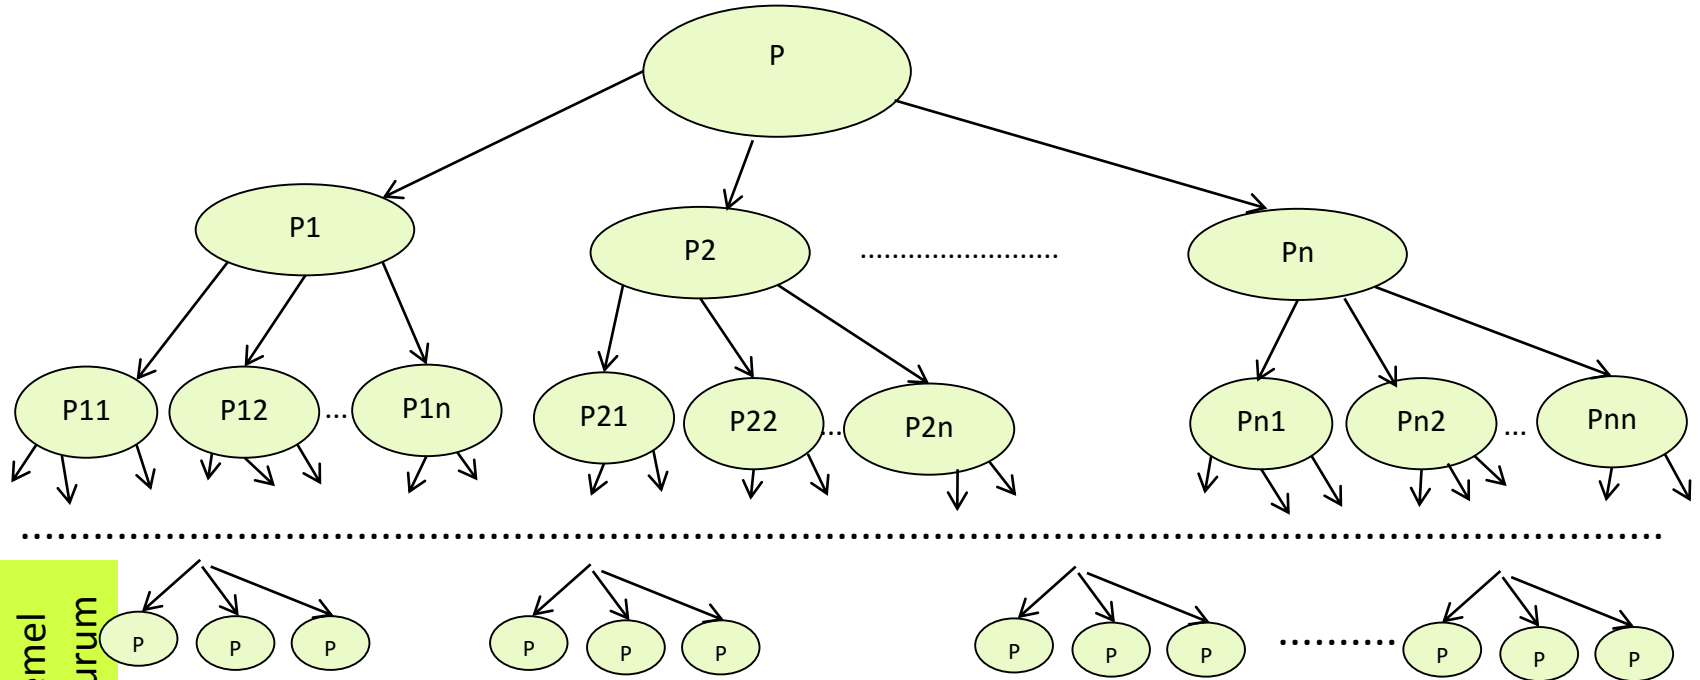 P
P1
P2
........................
Pn
P11
P12
...
P1n
P21
P22
...
P2n
Pn1
Pn2
...
Pnn
P
P
P
P
P
P
P
P
P
..........
P
P
P